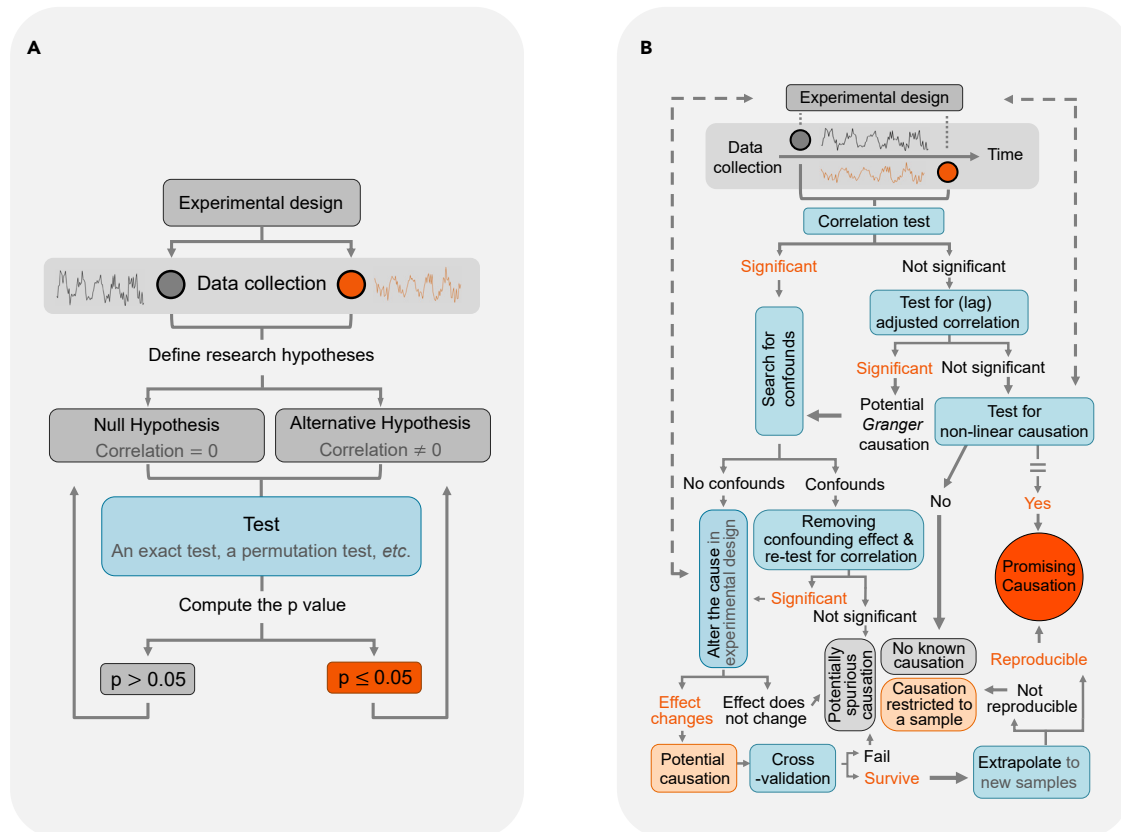 A
Experimental design
Data collection
Define research hypotheses
Null Hypothesis
Correlation = 0
Alternative Hypothesis
Correlation ≠ 0
Test
An exact test, a permutation test, etc.
Compute the p value
p > 0.05
p ≤ 0.05
B
Experimental design
Data
collection
Time
Correlation test
Significant
Not significant
Test for (lag)
adjusted correlation
Search for
confounds
Significant
Not significant
Potential
Granger
causation
Test for
non-linear causation
No confounds
Confounds
No
Yes
Alter the cause in
experimental design
Removing
confounding effect &
re-test for correlation
Promising
Causation
Significant
Not significant
Potentially
spurious
causation
No known
causation
Reproducible
Causation
restricted to
a sample
Not
reproducible
Effect
changes
Effect does
not change
Potential
causation
Cross
-validation
Fail
Survive
Extrapolate to
new samples